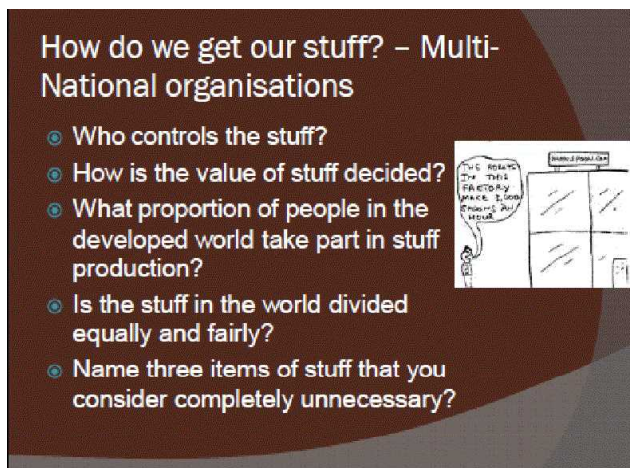 How do we get our stuff? – Multi-
National organisations
Who controls the stuff?
How is the value of stuff decided?
What proportion of people in the
developed world take part in stuff
production?
Is the stuff in the world divided
equally and fairly?
Name three items of stuff that you
consider completely unnecessary?
THE ROBOTS
IN THIS
FACTORY
MAKE 1,000
SPOONS AN
HOUR